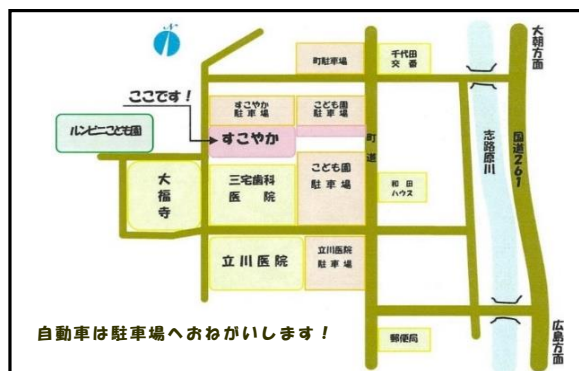 N
大朝方面
町駐車場
千代田
交番
ここです！
すこやか
駐車場
こども園
駐車場
ルンビニこども園
すこやか
町道
志路原川
国道261
大福寺
三宅歯科
医院
こども園
駐車場
和田
ハウス
立川医院
立川医院
駐車場
自動車は駐車場へおねがいします！
郵便局
広島方面